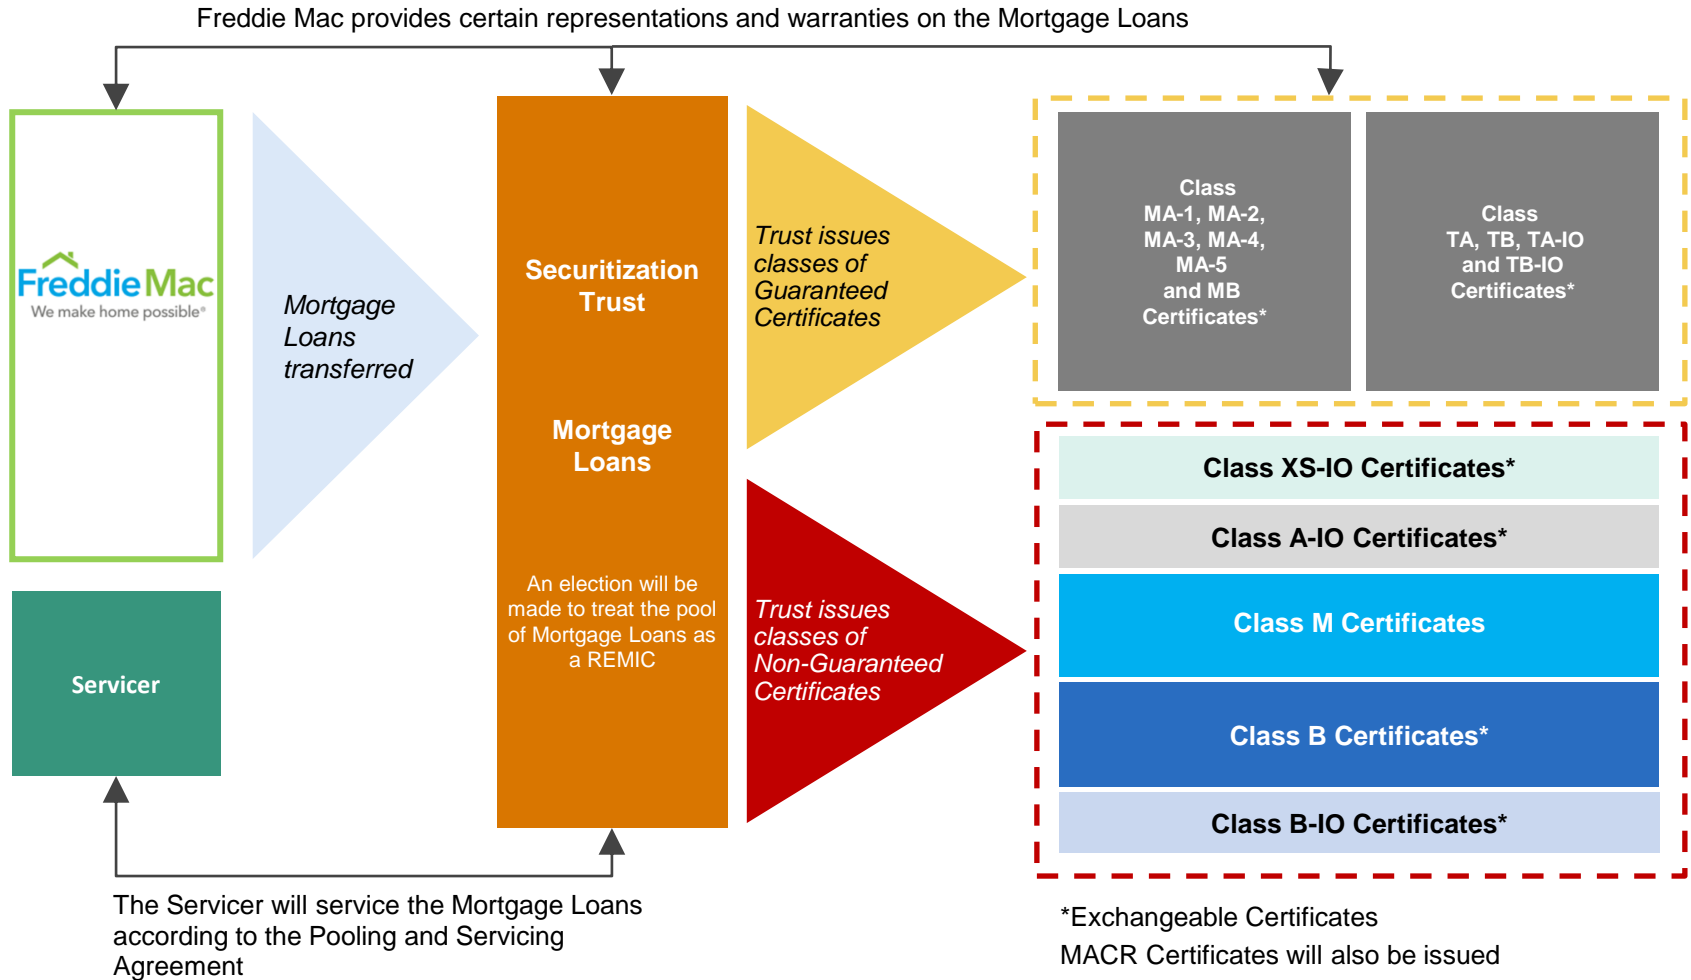 Freddie Mac provides certain representations and warranties on the Mortgage Loans
FreddieMac
We make home possible®
Servicer
Mortgage
Loans
transferred
Securitization
Trust
Mortgage
Loans
An election will be
made to treat the pool
of Mortgage Loans as
a REMIC
Trust issues
classes of
Guaranteed
Certificates
Trust issues
classes of
Non-Guaranteed
Certificates
Class
MA-1, MA-2,
MA-3, MA-4,
MA-5
and MB
Certificates*
Class
TA, TB, TA-IO
and TB-IO
Certificates*
Class XS-IO Certificates*
Class A-IO Certificates*
Class M Certificates
Class B Certificates*
Class B-IO Certificates*
The Servicer will service the Mortgage Loans
according to the Pooling and Servicing
Agreement
*Exchangeable Certificates
MACR Certificates will also be issued